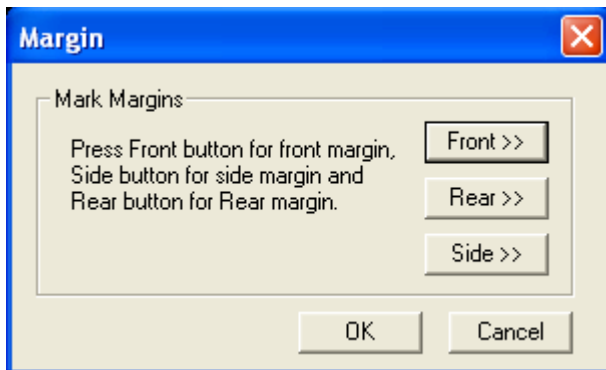 Margin
Mark Margins
Press Front button for front margin,
Side button for side margin and
Rear button for Rear margin.
Front >>
Rear >>
Side >>
OK
Cancel